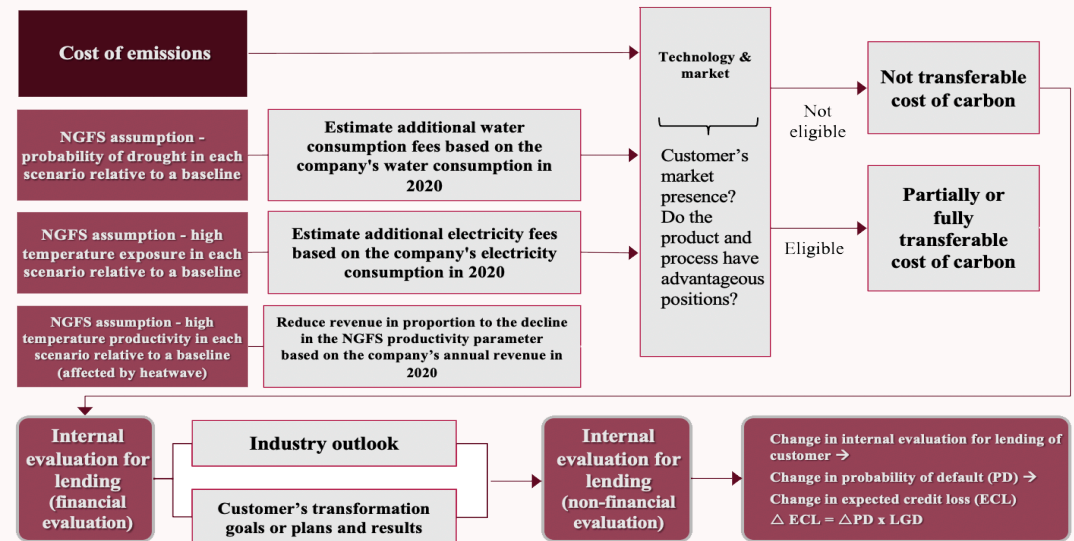 Cost of emissions
NGFS assumption -
probability of drought in each
scenario relative to a baseline
Estimate additional water
consumption fees based on the
company's water consumption in
2020
NGFS assumption - high
temperature exposure in each
scenario relative to a baseline
Estimate additional electricity
fees based on the company's electricity
consumption in 2020
NGFS assumption - high
temperature productivity in each
scenario relative to a baseline
(affected by heatwave)
Reduce revenue in proportion to the decline
in the NGFS productivity parameter
based on the company’s annual revenue in
2020
Technology &
market
Customer’s
market
presence?
Do the
product and
process have
advantageous
positions?
Not
eligible
Eligible
Not transferable
cost of carbon
Partially or
fully
transferable
cost of carbon
Internal
evaluation for
lending
(financial
evaluation)
Industry outlook
Customer’s transformation
goals or plans and results
Internal
evaluation for
lending
(non-financial
evaluation)
Change in internal evaluation for lending of
customer →
Change in probability of default (PD) →
Change in expected credit loss (ECL)
△ ECL = △PD x LGD